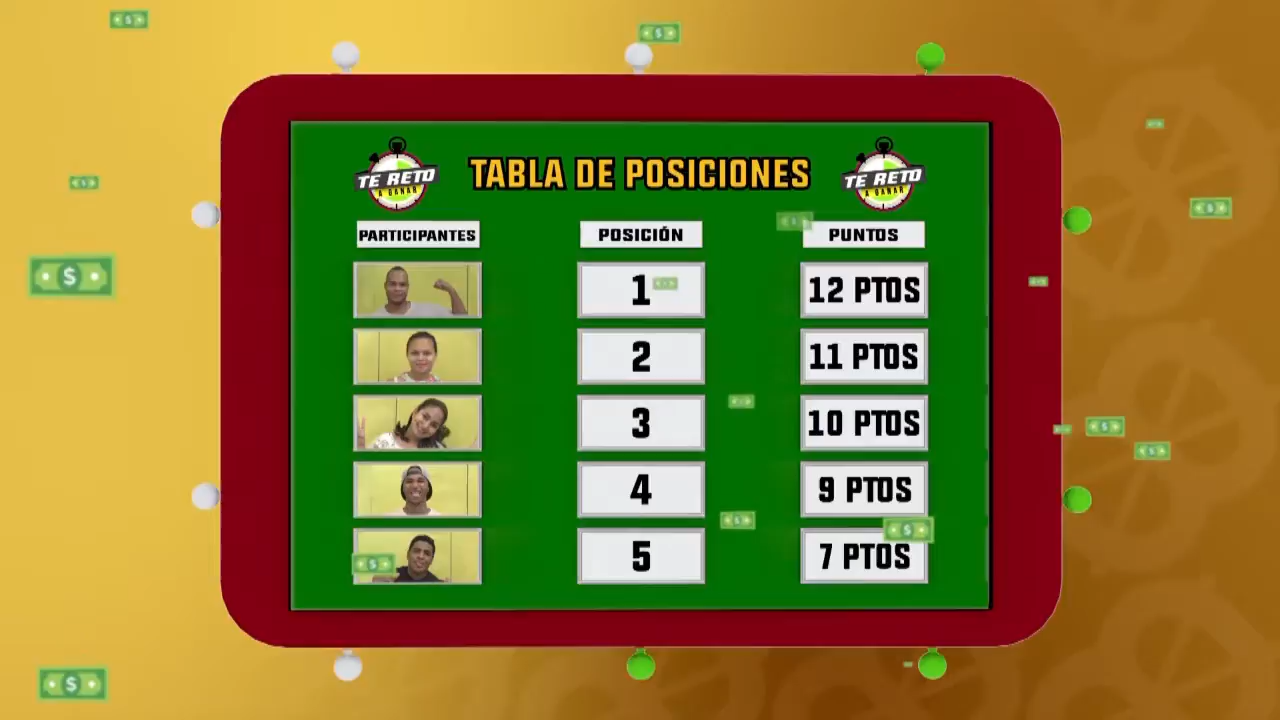 TE RETO
A GANAR
TABLA DE POSICIONES
TE RETO
A GANAR
PARTICIPANTES POSICIÓN PUNTOS
1 12 PTOS
2 11 PTOS
3 10 PTOS
4 9 PTOS
5 7 PTOS